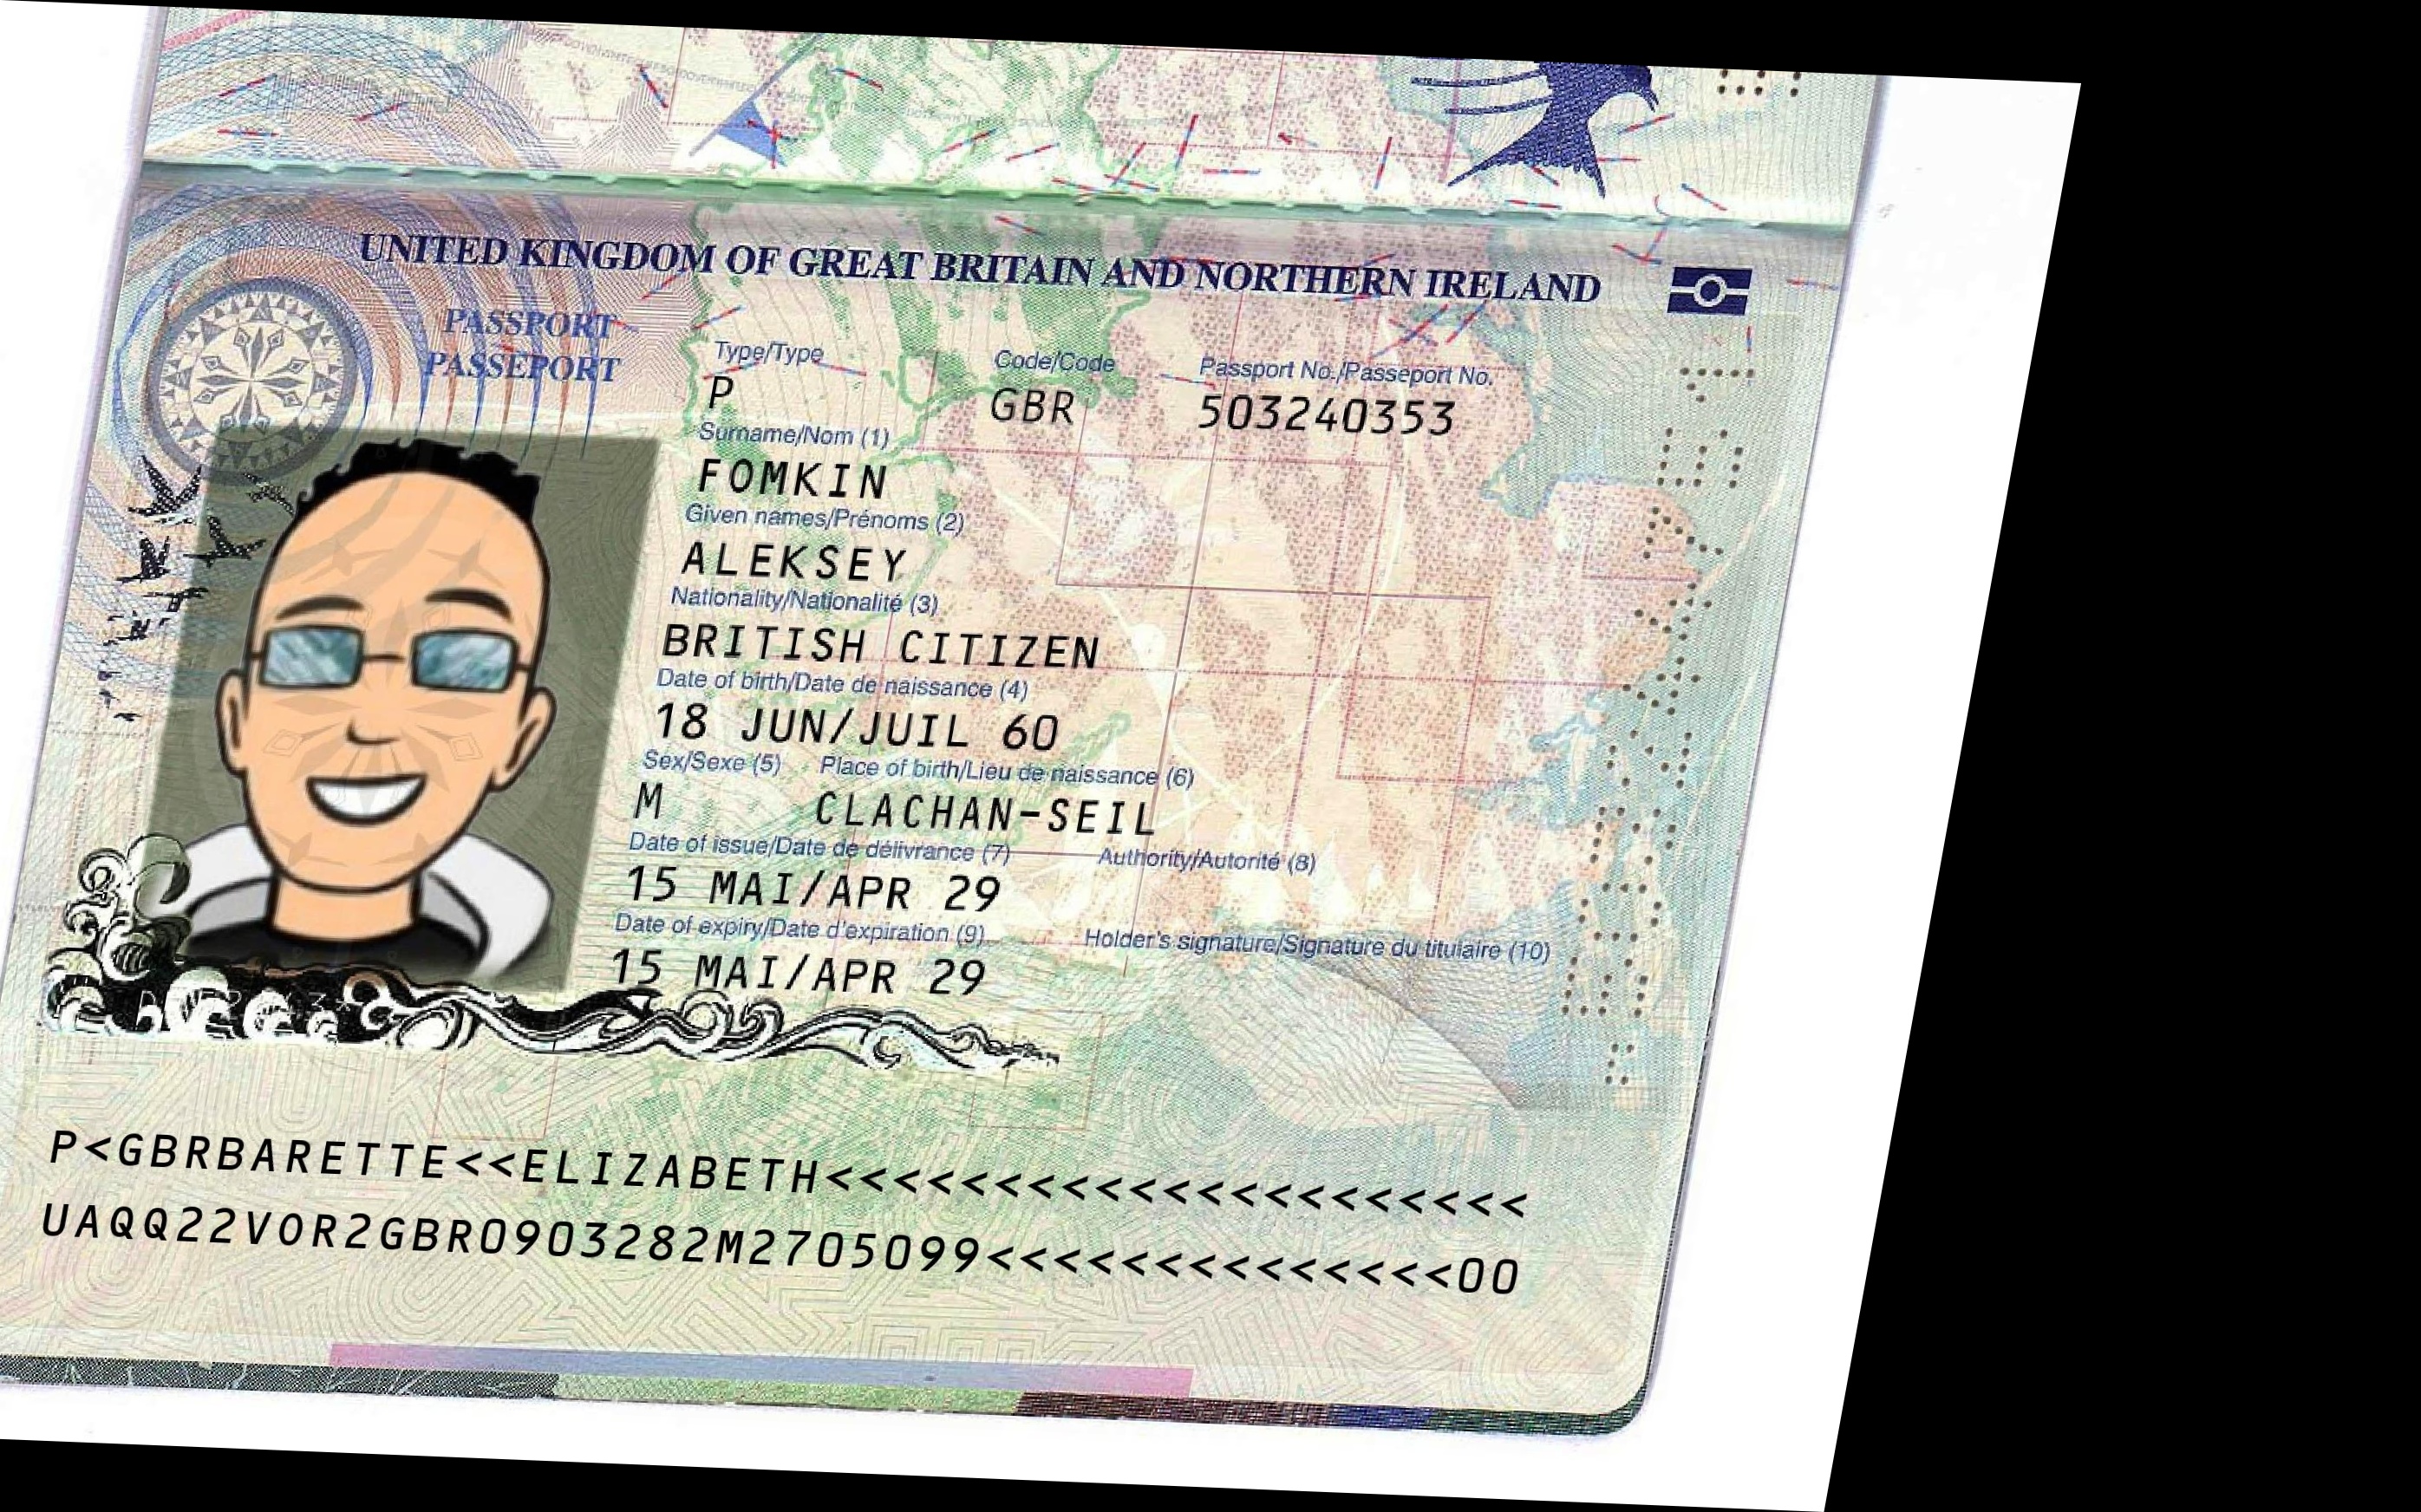 UNITED KINGDOM OF GREAT BRITAIN AND NORTHERN IRELAND
PASSPORT
PASSEPORT
Type/Type Code/Code Passport No./Passeport No.
P GBR 503240353
Surname/Nom (1)
FOMKIN
Given names/Prénoms (2)
ALEKSEY
Nationality/Nationalité (3)
BRITISH CITIZEN
Date of birth/Date de naissance (4)
18 JUN/JUIL 60
Sex/Sexe (5) Place of birth/Lieu de naissance (6)
M CLACHAN-SEIL
Date of issue/Date de délivrance (7) Authority/Autorité (8)
15 MAI/APR 29
Date of expiry/Date d'expiration (9) Holder's signature/Signature du titulaire (10)
15 MAI/APR 29
P<GBRBARETTE<<ELIZABETH<<<<<<<<<<<<<<<<<<<<<
UAQQ22V0R2GBR0903282M2705099<<<<<<<<<<<<<<00